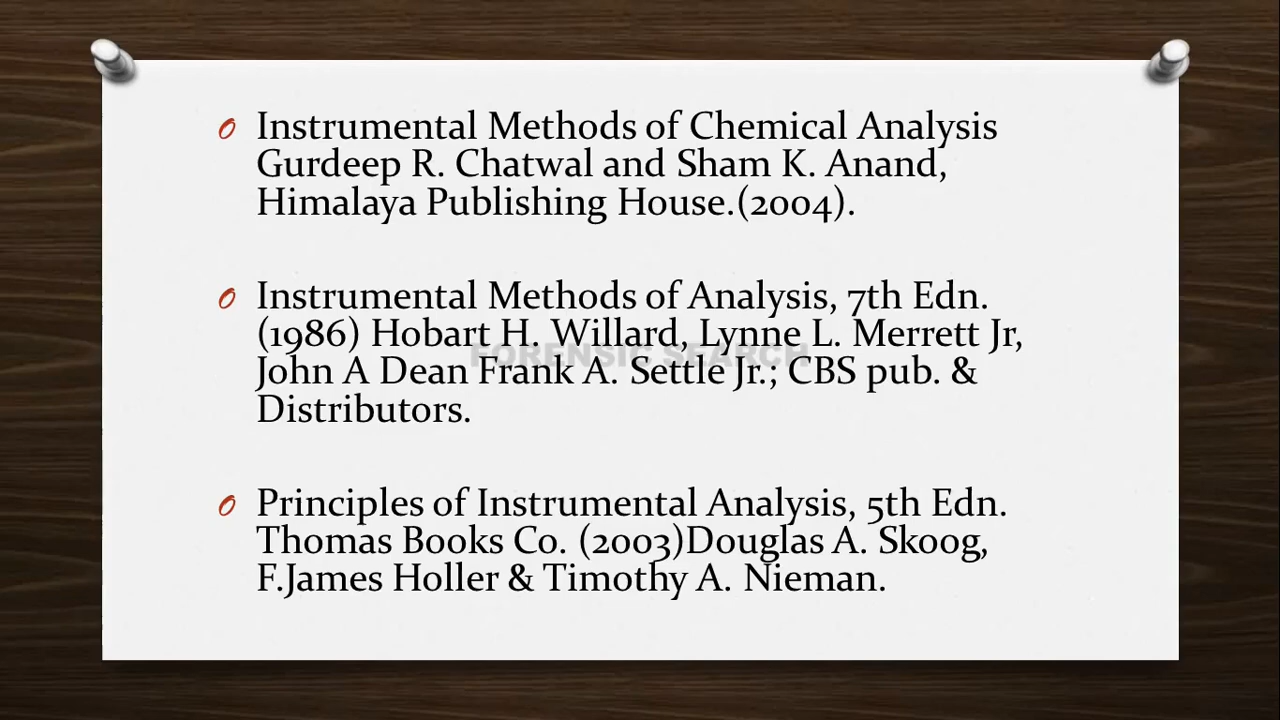 Instrumental Methods of Chemical Analysis
Gurdeep R. Chatwal and Sham K. Anand,
Himalaya Publishing House.(2004).
Instrumental Methods of Analysis, 7th Edn.
(1986) Hobart H. Willard, Lynne L. Merrett Jr,
FORENSIC SEARCH
John A Dean Frank A. Settle Jr.; CBS pub. &
Distributors.
Principles of Instrumental Analysis, 5th Edn.
Thomas Books Co. (2003)Douglas A. Skoog,
F.James Holler & Timothy A. Nieman.